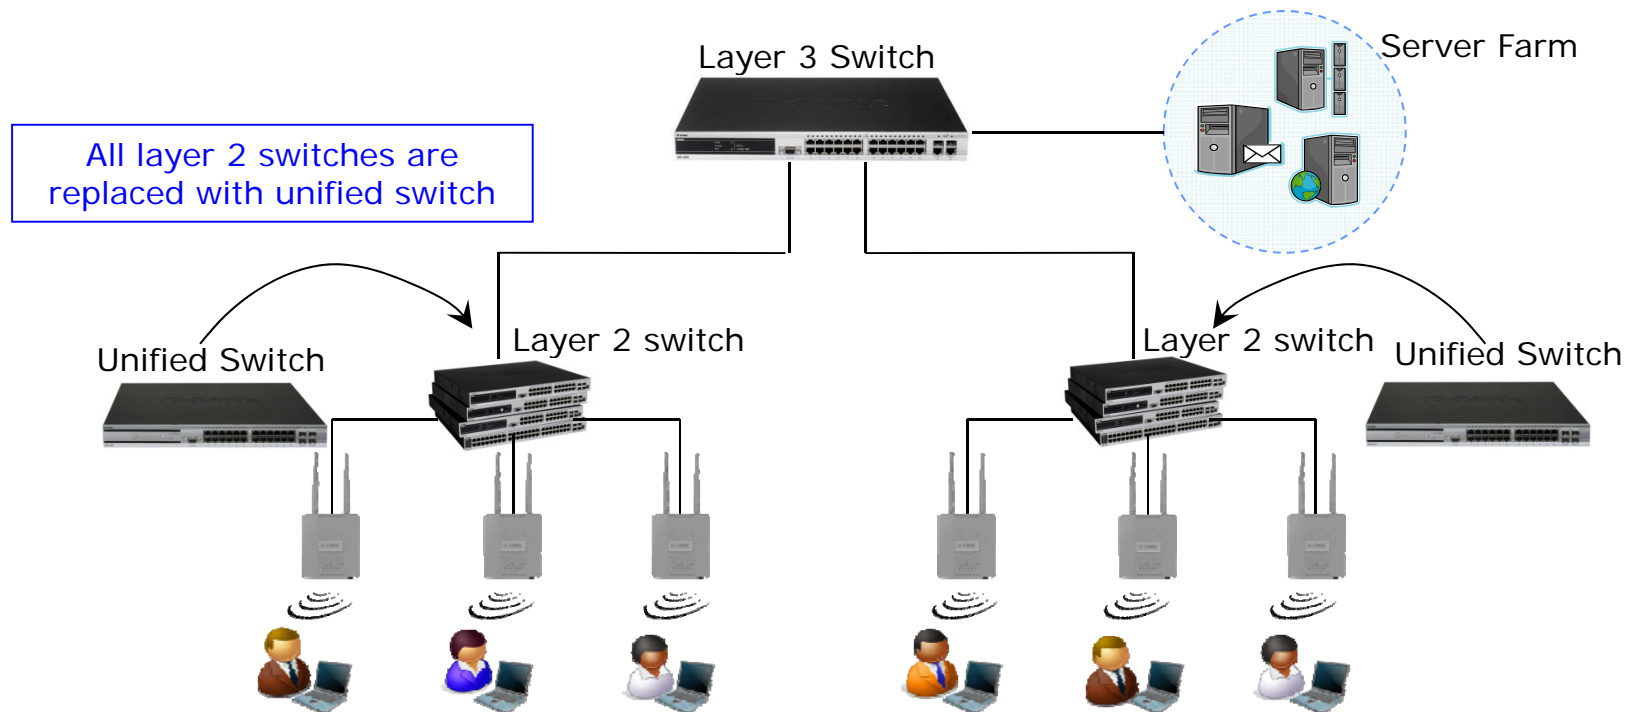 Layer 3 Switch
Server Farm
All layer 2 switches are
replaced with unified switch
Unified Switch
Layer 2 switch
Layer 2 switch
Unified Switch